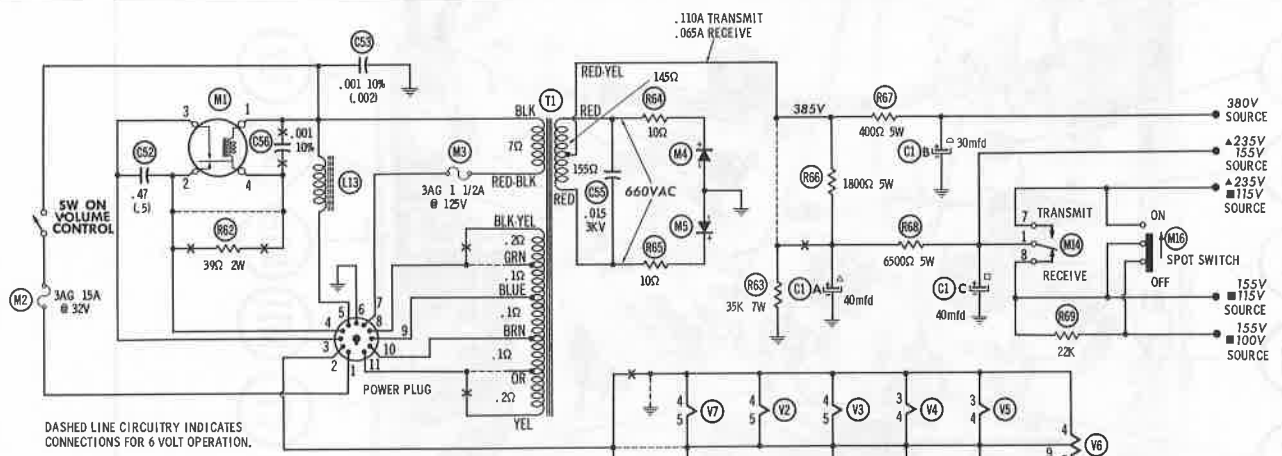 .110A TRANSMIT
.065A RECEIVE
C53
.001 10%
(.002)
RED-YEL
145Ω
M1
3
1
2
4
C56
.001
10%
C52
.47
(.5)
BLK
T1
RED
R64
10Ω
7Ω
M3
3AG 1 1/2A
@ 125V
RED-BLK
155Ω
C55
.015
3KV
660VAC
M4
M5
RED
R65
10Ω
385V
R67
400Ω 5W
C1 B
30mfd
R66
1800Ω 5W
R68
6500Ω 5W
R63
35K 7W
C1 A
40mfd
C1 C
40mfd
380V
SOURCE
▲235V
155V
SOURCE
▲235V
■115V
SOURCE
7
TRANSMIT
1
8
M14
RECEIVE
ON
M16
SPOT SWITCH
OFF
R69
22K
155V
■115V
SOURCE
155V
■100V
SOURCE
SW ON
VOLUME
CONTROL
M2
3AG 15A
@ 32V
L13
R62
39Ω 2W
BLK-YEL
.2Ω
GRN
.1Ω
BLUE
.1Ω
BRN
.1Ω
OR
.2Ω
YEL
5
6
7
8
4
9
3
10
2
1
11
POWER PLUG
DASHED LINE CIRCUITRY INDICATES
CONNECTIONS FOR 6 VOLT OPERATION.
4
5
V7
4
5
V2
4
5
V3
3
4
V4
3
4
V5
4
9
V6